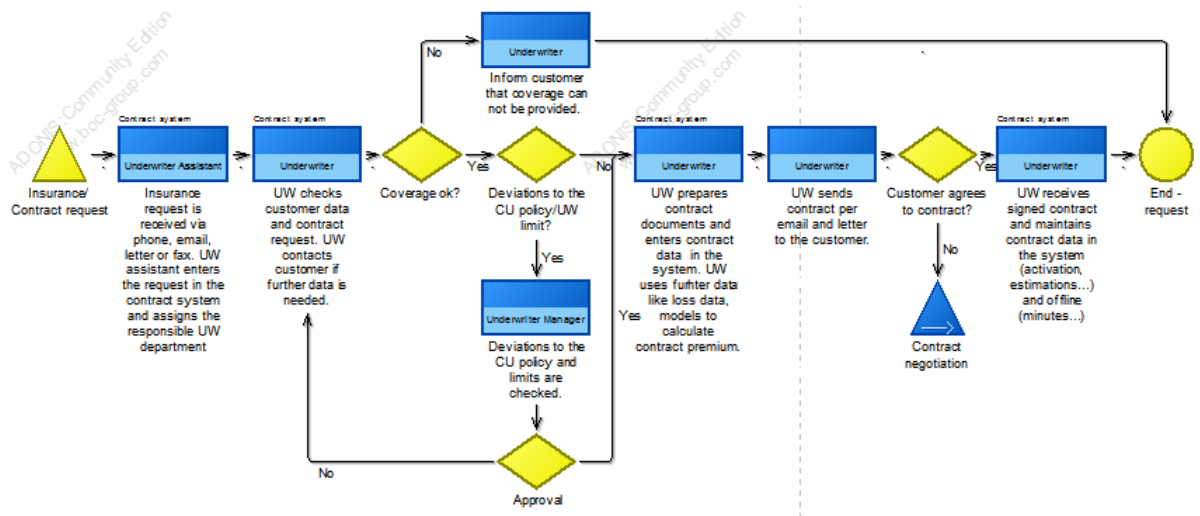 ADONIS: Community Edition
www.boc-group.com
ADONIS: Community Edition
www.boc-group.com
Underwriter
Inform customer
that coverage can
not be provided.
No
Contract system
Underwriter Assistant
Contract system
Underwriter
Contract system
Underwriter
Underwriter
Contract system
Underwriter
Insurance/
Contract request
Insurance
request is
received via
phone, email,
letter or fax. UW
assistant enters
the request in the
contract system
and assigns the
responsible UW
department
UW checks
customer data
and contract
request. UW
contacts
customer if
further data is
needed.
Coverage ok?
Yes
Deviations to the
CU policy/UW
limit?
No
Yes
UW prepares
contract
documents and
enters contract
data in the
system. UW
uses furhter data
like loss data,
models to
calculate
contract premium.
UW sends
contract per
email and letter
to the customer.
Customer agrees
to contract?
Yes
No
UW receives
signed contract
and maintains
contract data in
the system
(activation,
estimations...)
and offline
(minutes...)
End -
request
Underwriter Manager
Deviations to the
CU policy and
limits are
checked.
Yes
Contract
negotiation
No
Approval